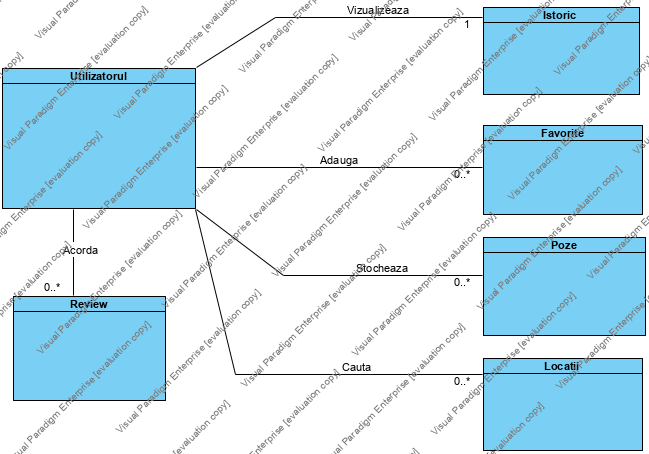 Vizualizeaza
1
Istoric
Utilizatorul
Favorite
Adauga
0..*
Poze
Acorda
Stocheaza
0..*
0..*
Review
Locatii
Cauta
0..*
Visual Paradigm Enterprise [evaluation copy]